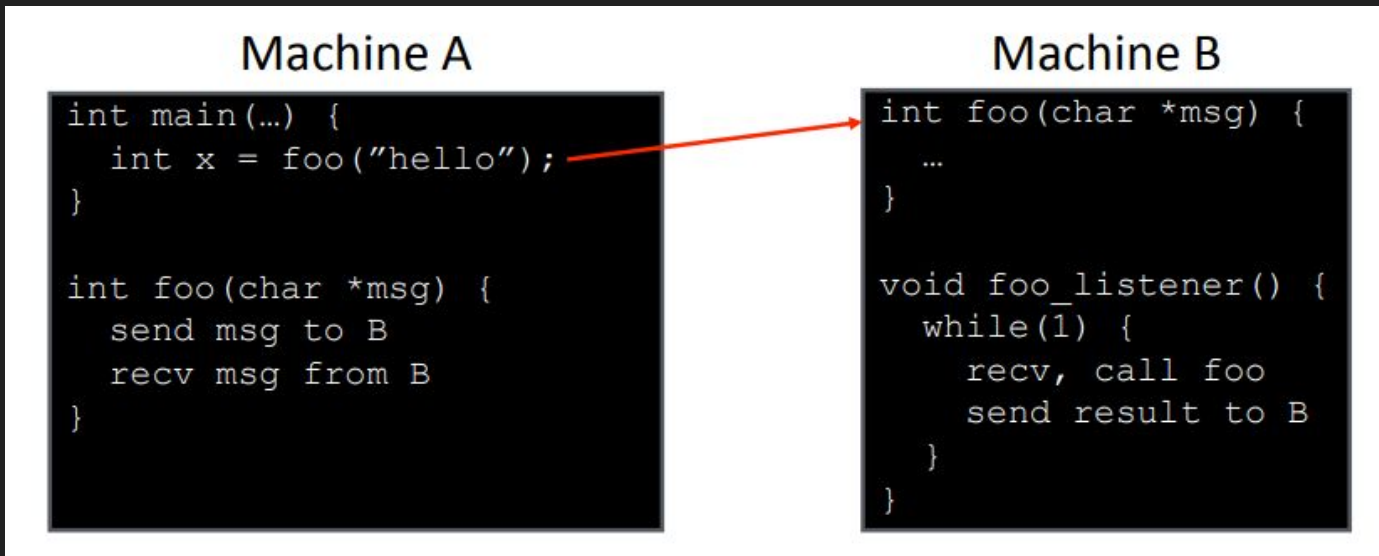 Machine A
int main(…) {
  int x = foo(”hello”);
}
int foo(char *msg) {
  send msg to B
  recv msg from B
}
Machine B
int foo(char *msg) {
  …
}
void foo_listener() {
  while(1) {
    recv, call foo
    send result to B
  }
}